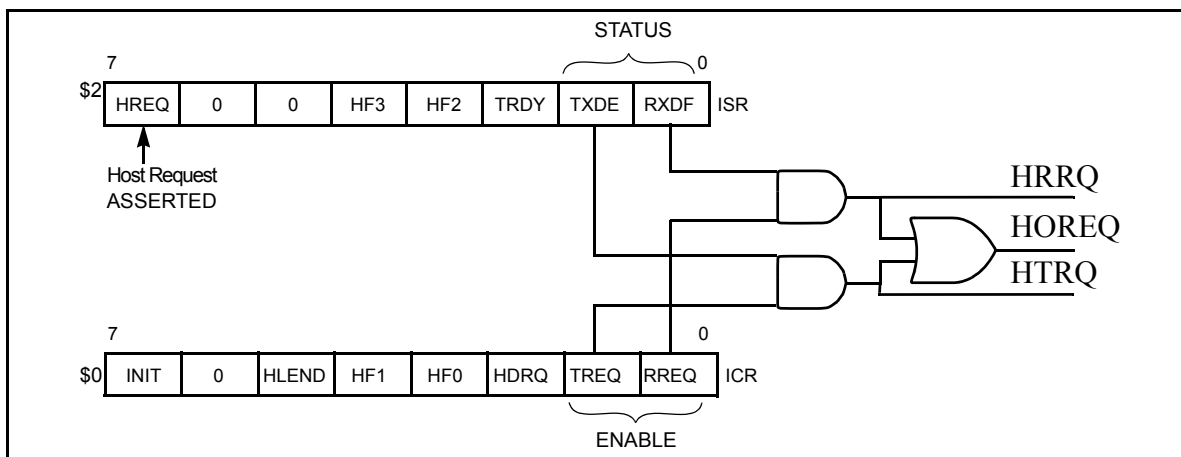 STATUS
7 0
$2 HREQ 0 0 HF3 HF2 TRDY TXDE RXDF ISR
Host Request
ASSERTED
HRRQ
HOREQ
HTRQ
7 0
$0 INIT 0 HLEND HF1 HF0 HDRQ TREQ RREQ ICR
ENABLE